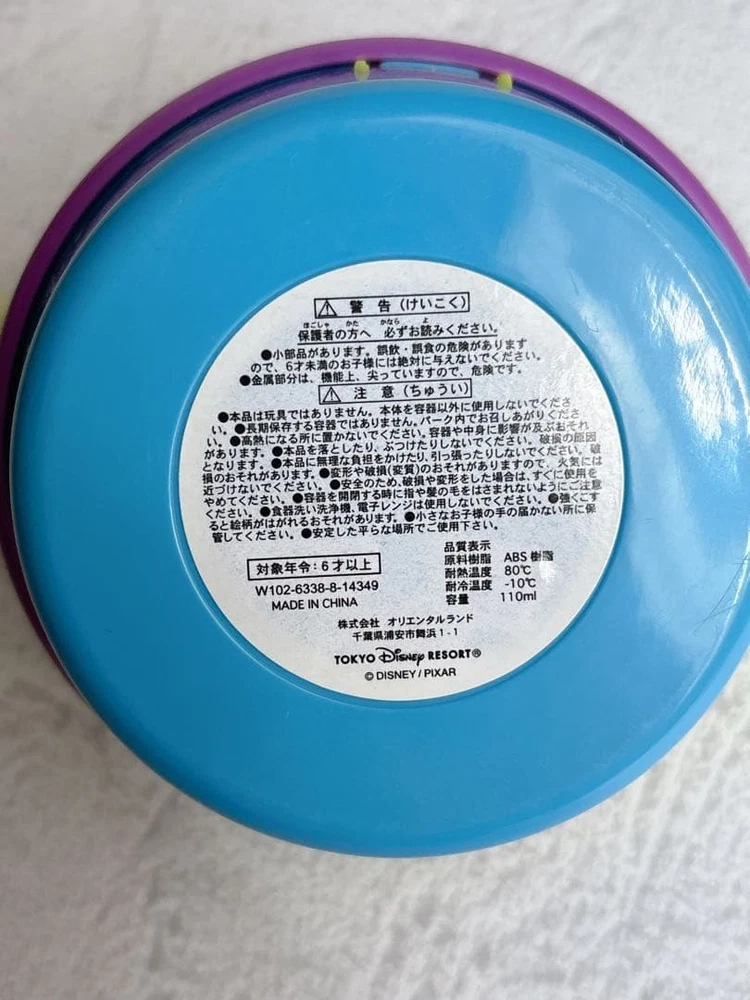 ⚠ 警 告 (けいこく)
ほごしゃ かた かなら よ
保護者の方へ 必ずお読みください。
●小部品があります。誤飲・誤食の危険があります
ので、6才未満のお子様には絶対に与えないでください。
●金属部分は、機能上、尖っていますので、危険です。
⚠ 注 意 (ちゅうい)
●本品は玩具ではありません。本体を容器以外に使用しないでくださ
い。●長期保存する容器ではありません。パーク内でお召しあがりくださ
い。●高熱になる所に置かないでください。容器や中身に影響が及ぶおそれ
があります。●本品を落としたり、ぶつけたりしないでください。破損の原因
となります。●本品に無理な負担をかけたり、引っ張ったりしないでください。破
損のおそれがあります。●変形や破損(変質)のおそれがありますので、火気には
近づけないでください。●安全のため、破損や変形をした場合は、すぐに使用を
やめてください。●容器を開閉する時に指や髪の毛をはさまれないようにご注意
ください。●食器洗い洗浄機、電子レンジは使用しないでください。●強くこす
ると絵柄がはがれるおそれがあります。●小さなお子様の手の届かない所に保
管してください。●安定した平らな場所でご使用下さい。
対象年令:6才以上
W102-6338-8-14349
MADE IN CHINA
品質表示
原料樹脂 ABS 樹脂
耐熱温度 80℃
耐冷温度 -10℃
容量 110ml
株式会社 オリエンタルランド
千葉県浦安市舞浜1-1
TOKYO Disney RESORT®
© DISNEY / PIXAR